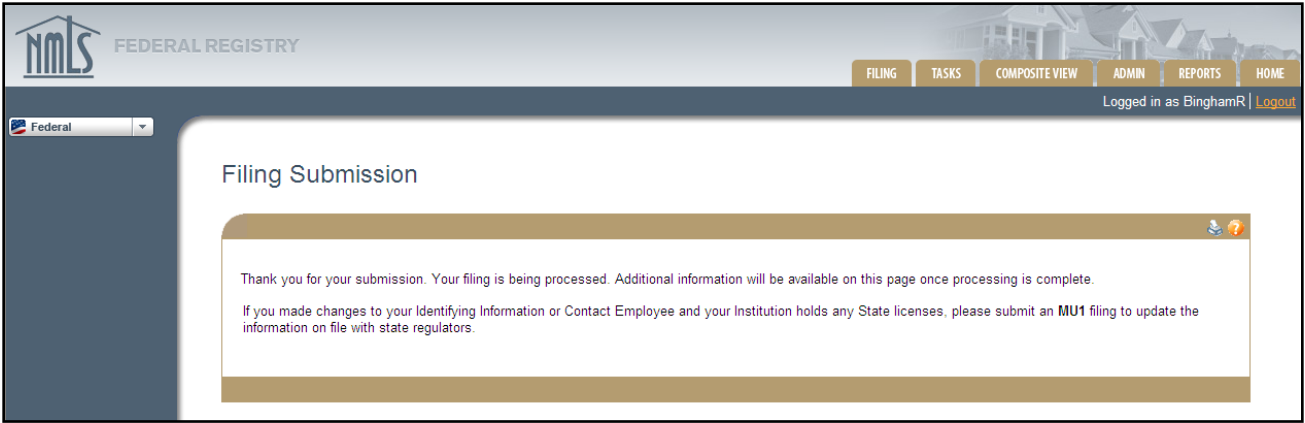 NMLS FEDERAL REGISTRY
FILING TASKS COMPOSITE VIEW ADMIN REPORTS HOME
Logged in as BinghamR | Logout
Federal
Filing Submission
Thank you for your submission. Your filing is being processed. Additional information will be available on this page once processing is complete.
If you made changes to your Identifying Information or Contact Employee and your Institution holds any State licenses, please submit an MU1 filing to update the
information on file with state regulators.